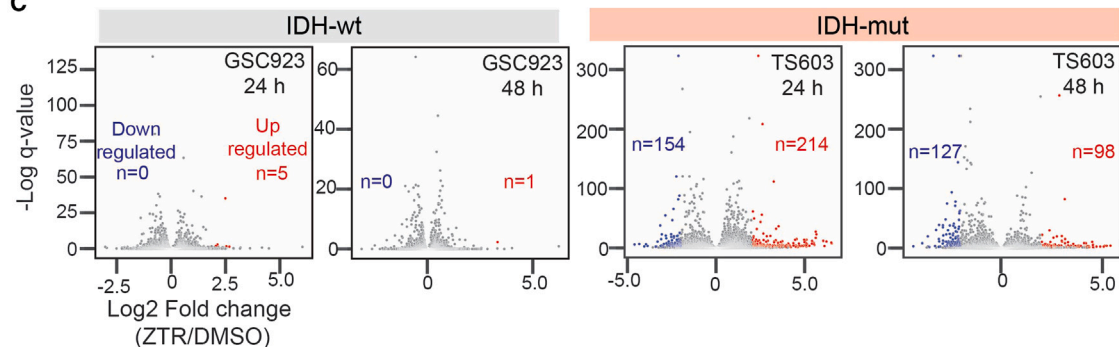 C
IDH-wt
IDH-mut
GSC923
24 h
GSC923
48 h
TS603
24 h
TS603
48 h
-Log q-value
125
100
75
50
25
0
Down
regulated
n=0
Up
regulated
n=5
-2.5
0
2.5
5.0
60
40
20
0
n=0
n=1
0
5.0
300
200
100
0
n=154
n=214
-5.0
0
5.0
300
200
100
0
n=127
n=98
0
5.0
Log2 Fold change
(ZTR/DMSO)